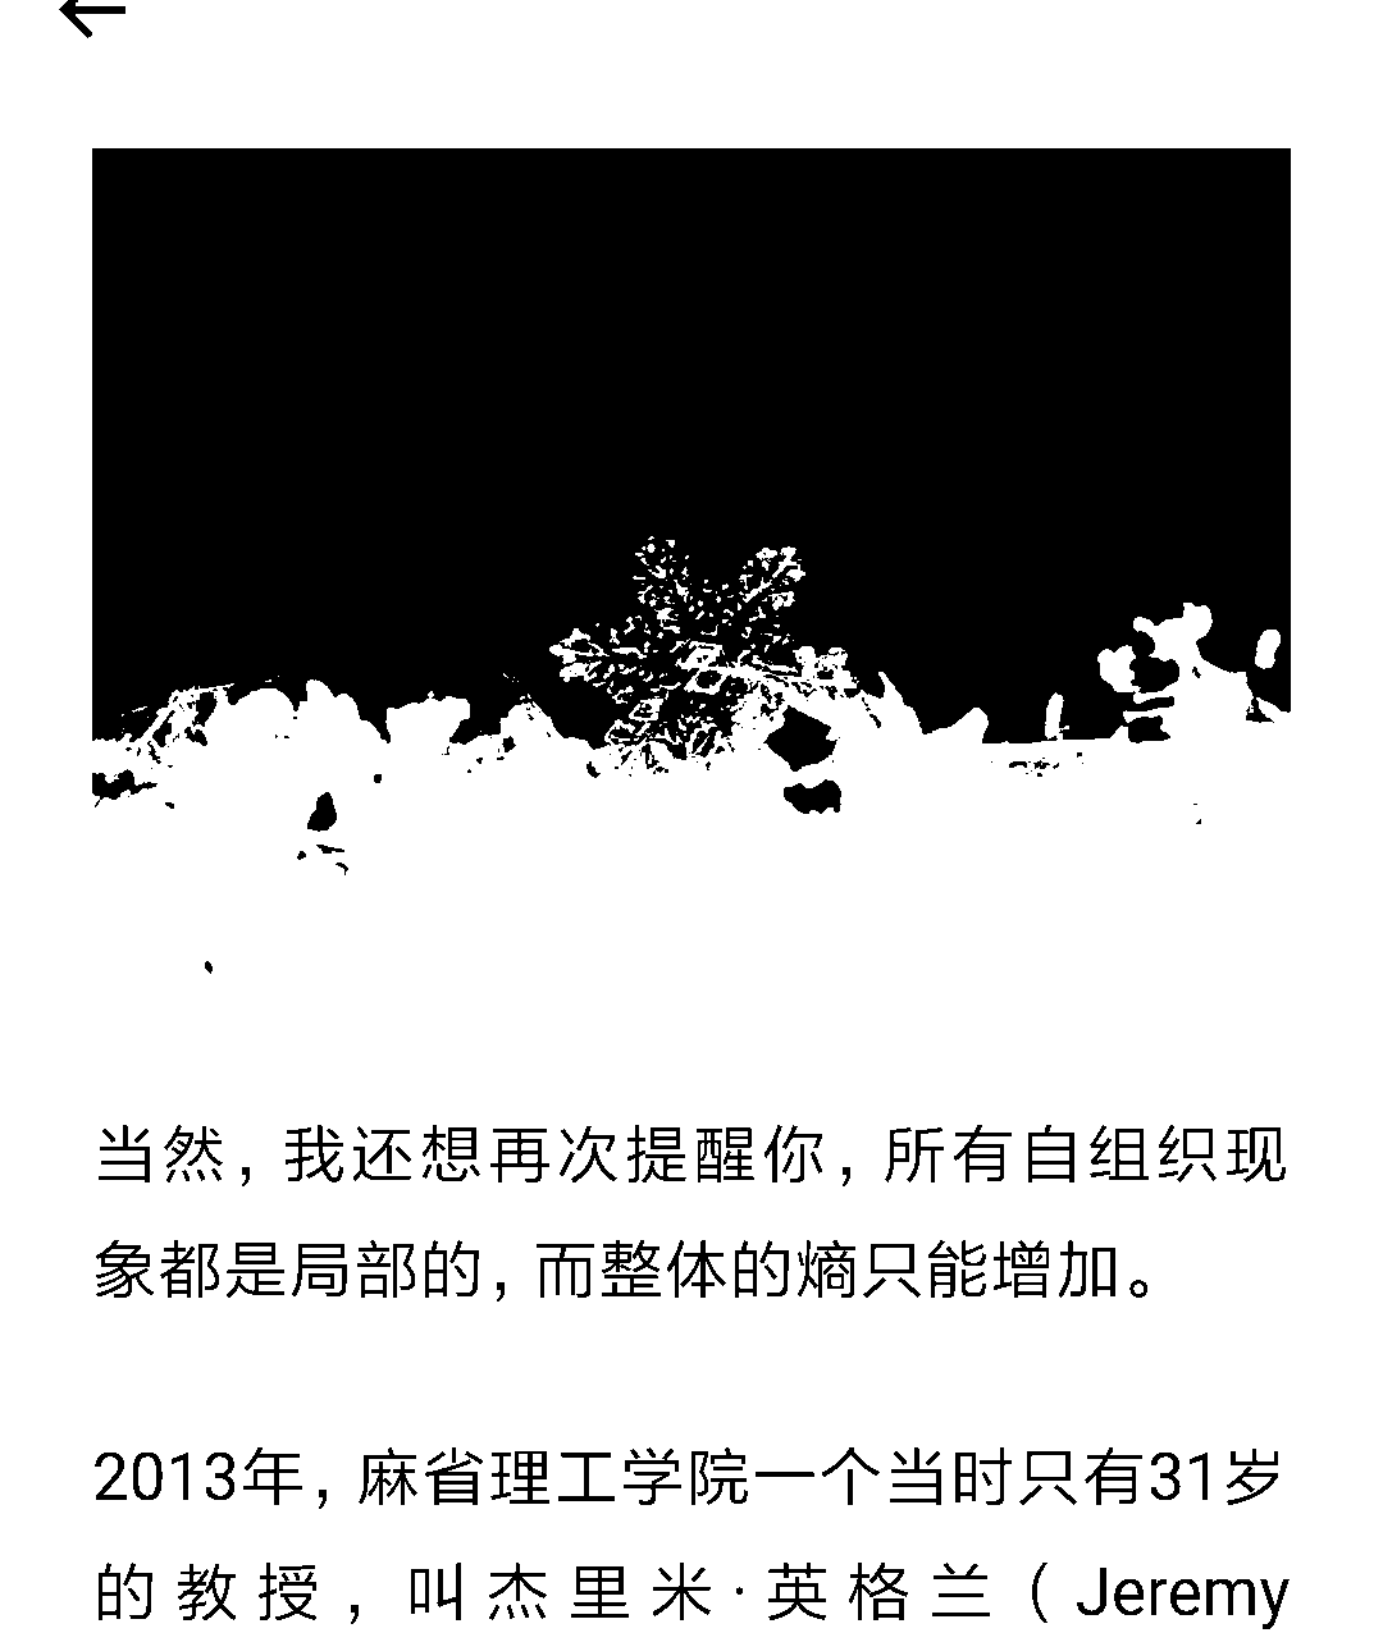 当然，我还想再次提醒你，所有自组织现
象都是局部的，而整体的熵只能增加。
2013年，麻省理工学院一个当时只有31岁
的教授，叫杰里米·英格兰（Jeremy